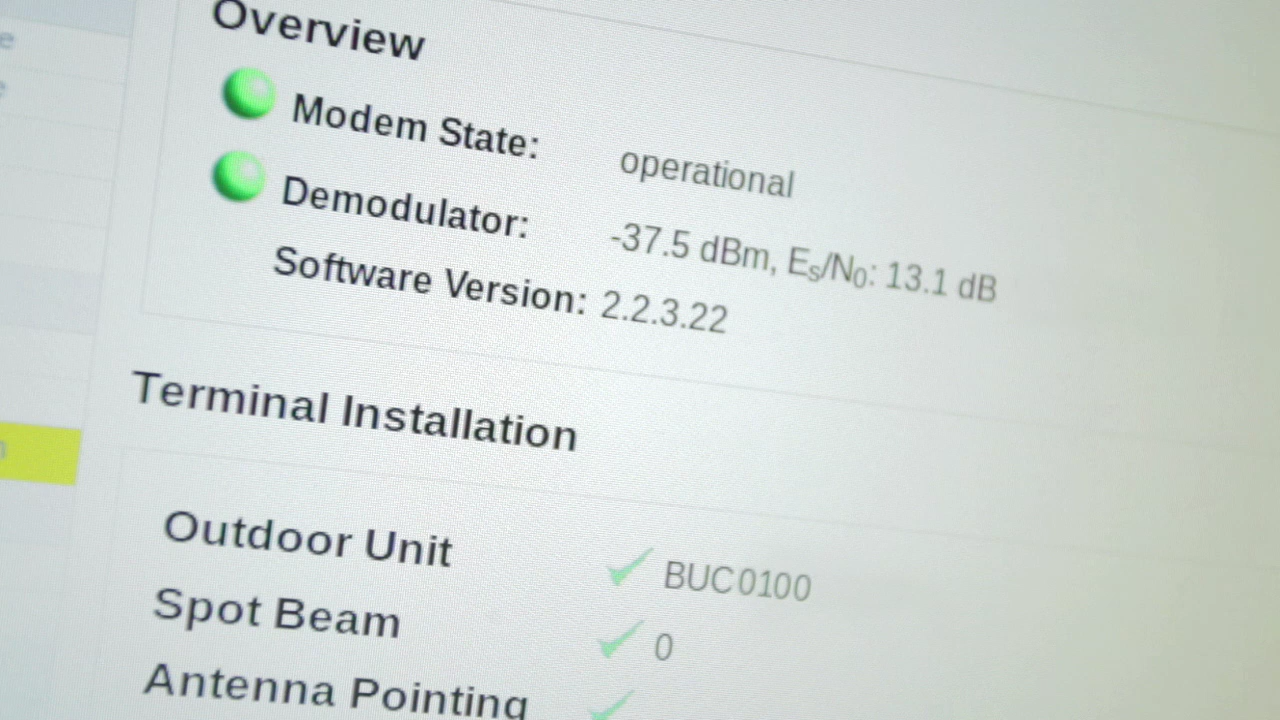 Overview
Modem State: operational
Demodulator: -37.5 dBm, Es/N0: 13.1 dB
Software Version: 2.2.3.22
Terminal Installation
Outdoor Unit BUC0100
Spot Beam 0
Antenna Pointing